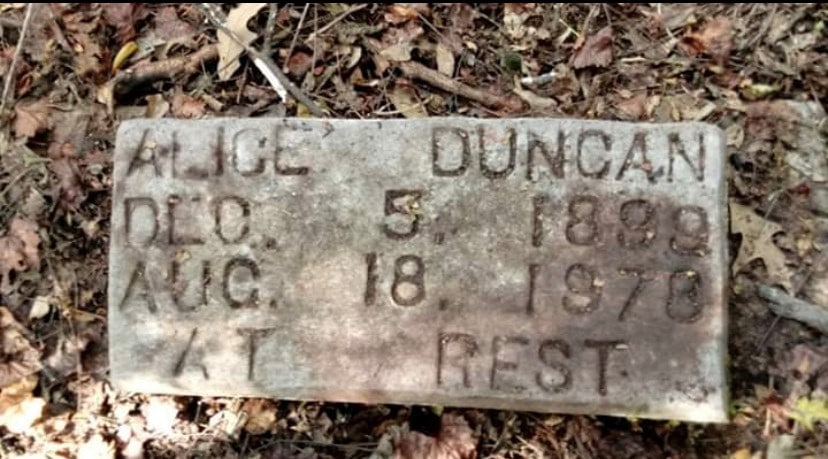 ALICE DUNCAN
DEC. 5. 1899
AUG. 18. 1978
AT REST